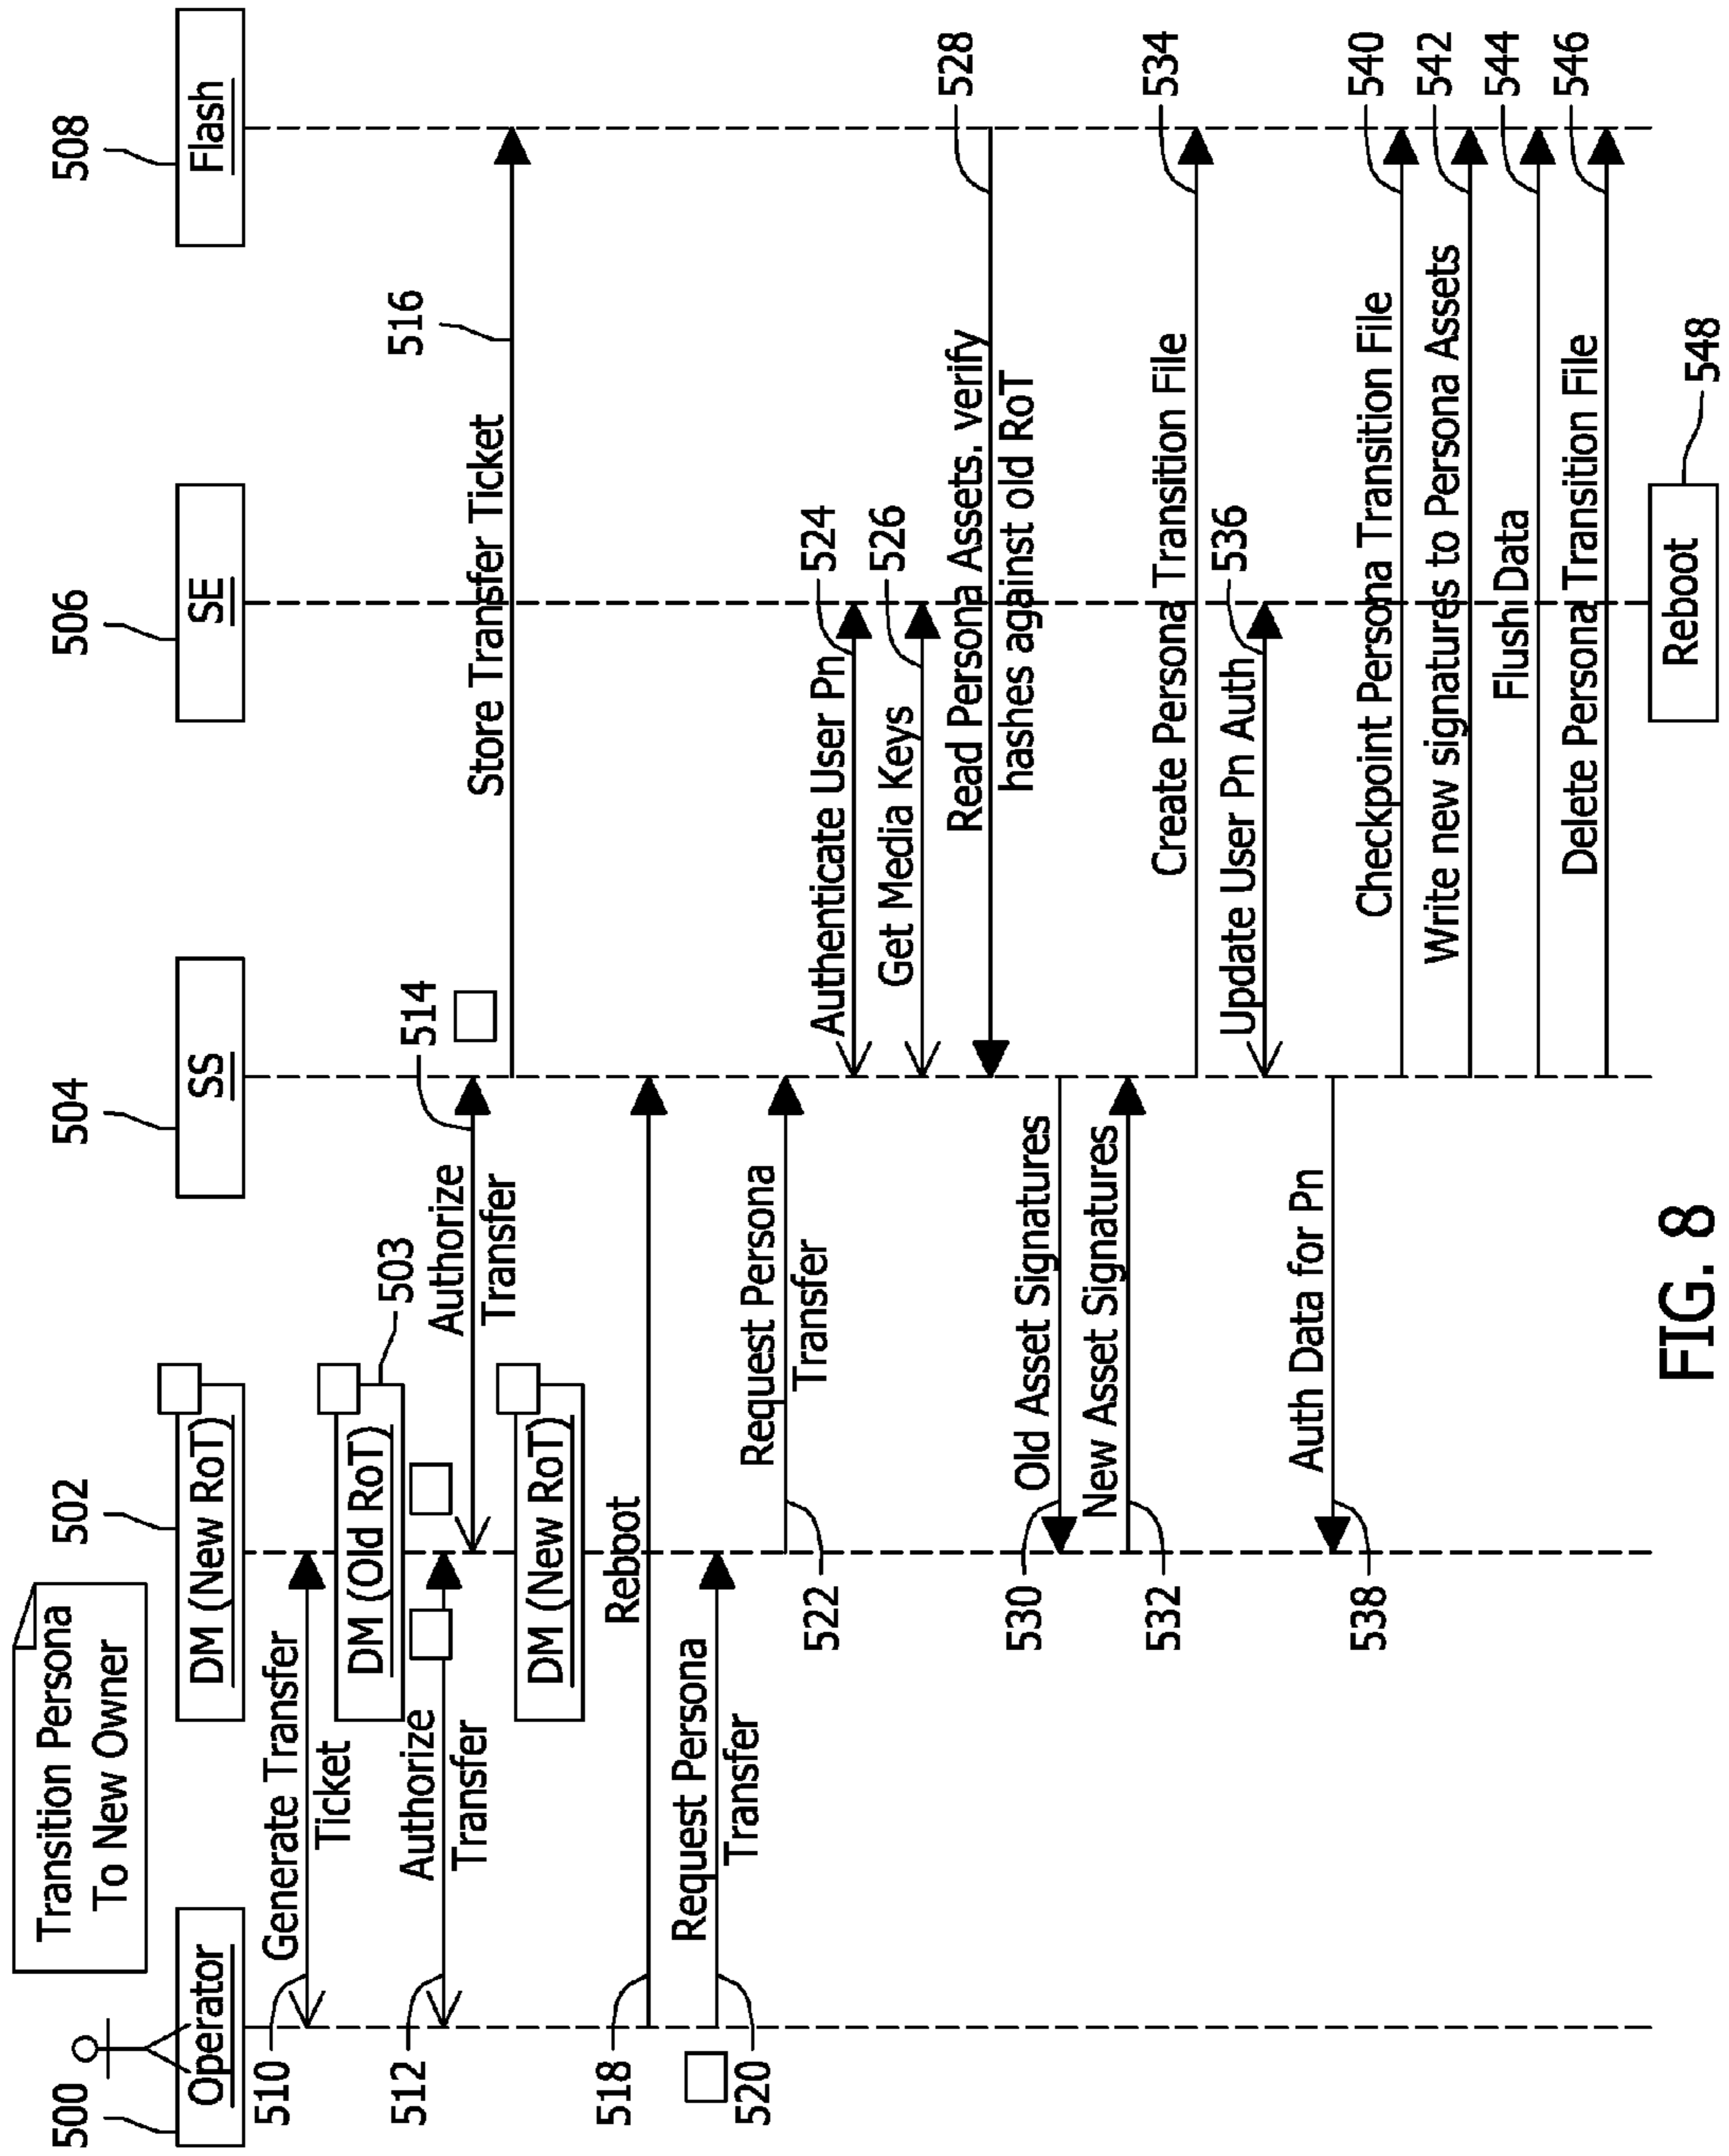 Transition Persona
To New Owner
500
502
504
506
508
Operator
DM (New RoT)
SS
SE
Flash
510
Generate Transfer
Ticket
DM (Old RoT)
503
512
Authorize
Transfer
Authorize
Transfer
514
Store Transfer Ticket
516
DM (New RoT)
518
Reboot
520
Request Persona
Transfer
Request Persona
Transfer
522
Authenticate User Pn
524
Get Media Keys
526
Read Persona Assets. verify
hashes against old RoT
528
530
Old Asset Signatures
New Asset Signatures
532
Create Persona Transition File
534
Update User Pn Auth
536
Auth Data for Pn
538
Checkpoint Persona Transition File
540
Write new signatures to Persona Assets
542
Flush Data
544
Delete Persona Transition File
546
Reboot
548
FIG. 8